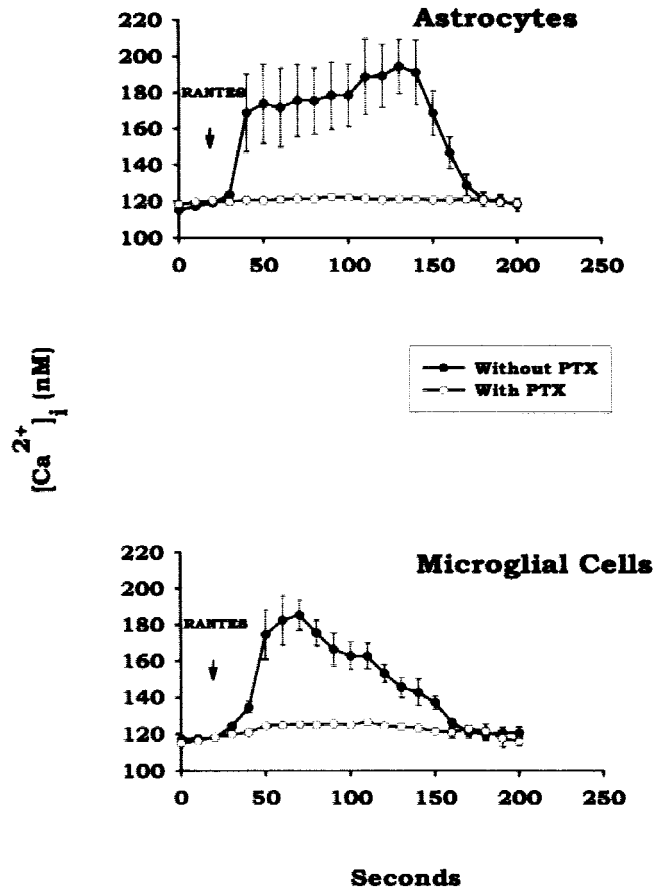 Astrocytes
220
200
180
160
140
120
100
RANTES
0 50 100 150 200 250
Without PTX
With PTX
[Ca2+]i (nM)
Microglial Cells
220
200
180
160
140
120
100
RANTES
0 50 100 150 200 250
Seconds